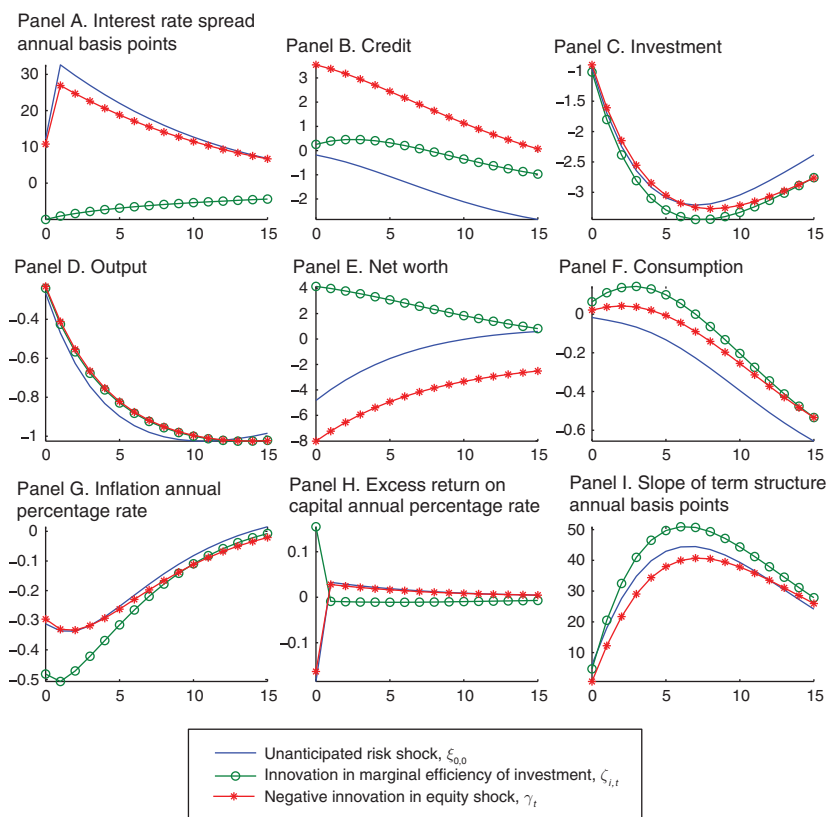 Panel A. Interest rate spread
annual basis points
30
20
10
0
0 5 10 15
Panel B. Credit
3
2
1
0
−1
−2
0 5 10 15
Panel C. Investment
−1
−1.5
−2
−2.5
−3
0 5 10 15
Panel D. Output
−0.4
−0.6
−0.8
−1
0 5 10 15
Panel E. Net worth
4
2
0
−2
−4
−6
−8
0 5 10 15
Panel F. Consumption
0
−0.2
−0.4
−0.6
0 5 10 15
Panel G. Inflation annual
percentage rate
0
−0.1
−0.2
−0.3
−0.4
−0.5
0 5 10 15
Panel H. Excess return on
capital annual percentage rate
0.1
0
−0.1
0 5 10 15
Panel I. Slope of term structure
annual basis points
50
40
30
20
10
0 5 10 15
Unanticipated risk shock, ξ0,0
Innovation in marginal efficiency of investment, ζi,t
Negative innovation in equity shock, γt